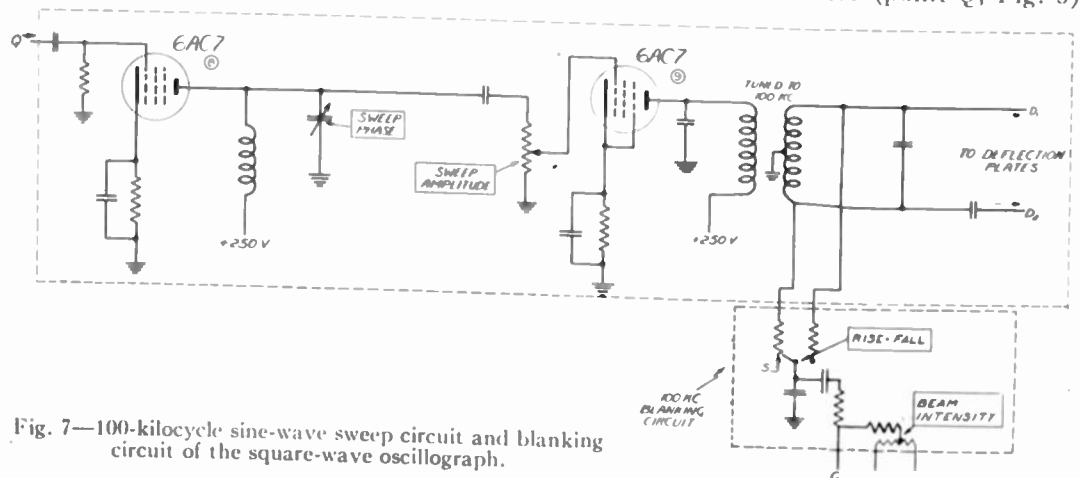 (point Q, Fig.
Q
6AC7
8
SWEEP
PHASE
+250 V
SWEEP
AMPLITUDE
6AC7
9
+250 V
TUNED TO
100 KC
D₁
TO DEFLECTION
PLATES
D₂
RISE-FALL
S3
100 KC
BLANKING
CIRCUIT
BEAM
INTENSITY
G
Fig. 7—100-kilocycle sine-wave sweep circuit and blanking
circuit of the square-wave oscillograph.